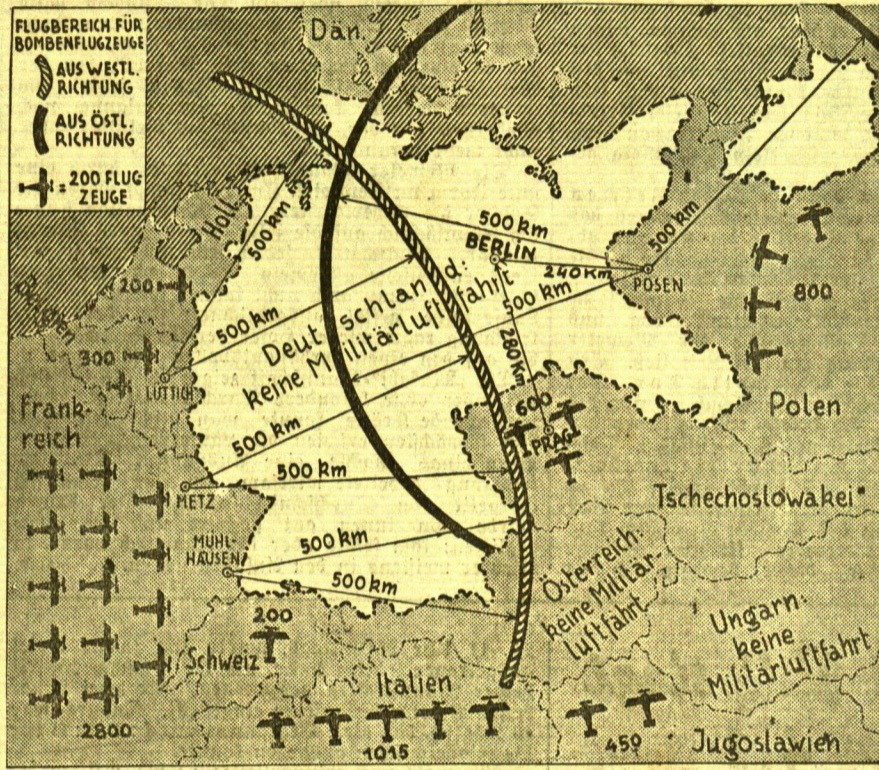 FLUGBEREICH FÜR
BOMBENFLUGZEUGE
AUS WESTL.
RICHTUNG
AUS ÖSTL.
RICHTUNG
= 200 FLUG
ZEUGE
Dän.
Holl.
500 km
500 km
500 km
BERLIN
240 km
POSEN
200
500 km
Deutschland:
keine Militärluftfahrt
500 km
280 km
800
300
LÜTTICH
Frank-
reich
500 km
600
PRAG
Polen
METZ
500 km
Tschechoslowakei
MÜHL-
HAUSEN
500 km
500 km
Österreich:
keine Militär-
luftfahrt
Ungarn:
keine
Militärluftfahrt
200
Schweiz
Italien
2800
1015
450
Jugoslawien